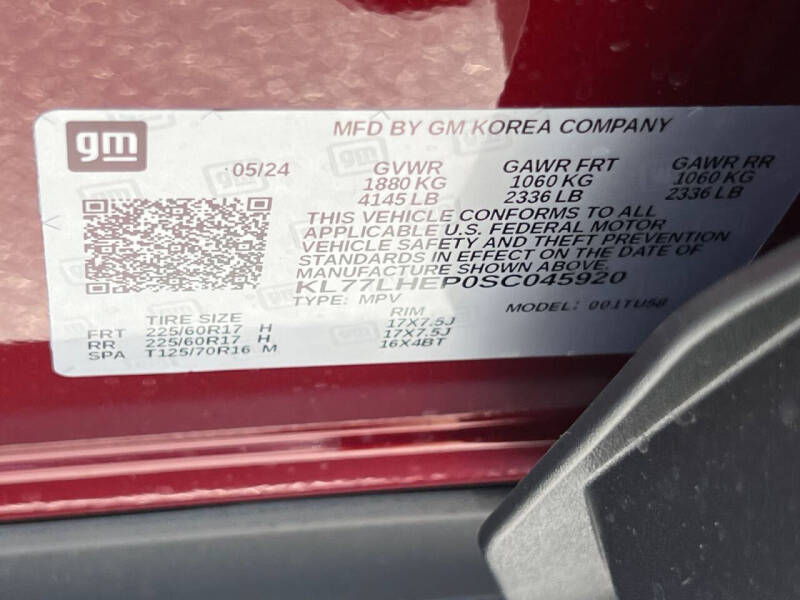 gm
MFD BY GM KOREA COMPANY
05/24 GVWR GAWR FRT GAWR RR
1880 KG 1060 KG 1060 KG
4145 LB 2336 LB 2336 LB
THIS VEHICLE CONFORMS TO ALL
APPLICABLE U.S. FEDERAL MOTOR
VEHICLE SAFETY AND THEFT PREVENTION
STANDARDS IN EFFECT ON THE DATE OF
MANUFACTURE SHOWN ABOVE.
KL77LHEP0SC045920
TYPE: MPV MODEL: 001TU58
TIRE SIZE RIM
FRT 225/60R17 H 17X7.5J
RR 225/60R17 H 17X7.5J
SPA T125/70R16 M 16X4BT